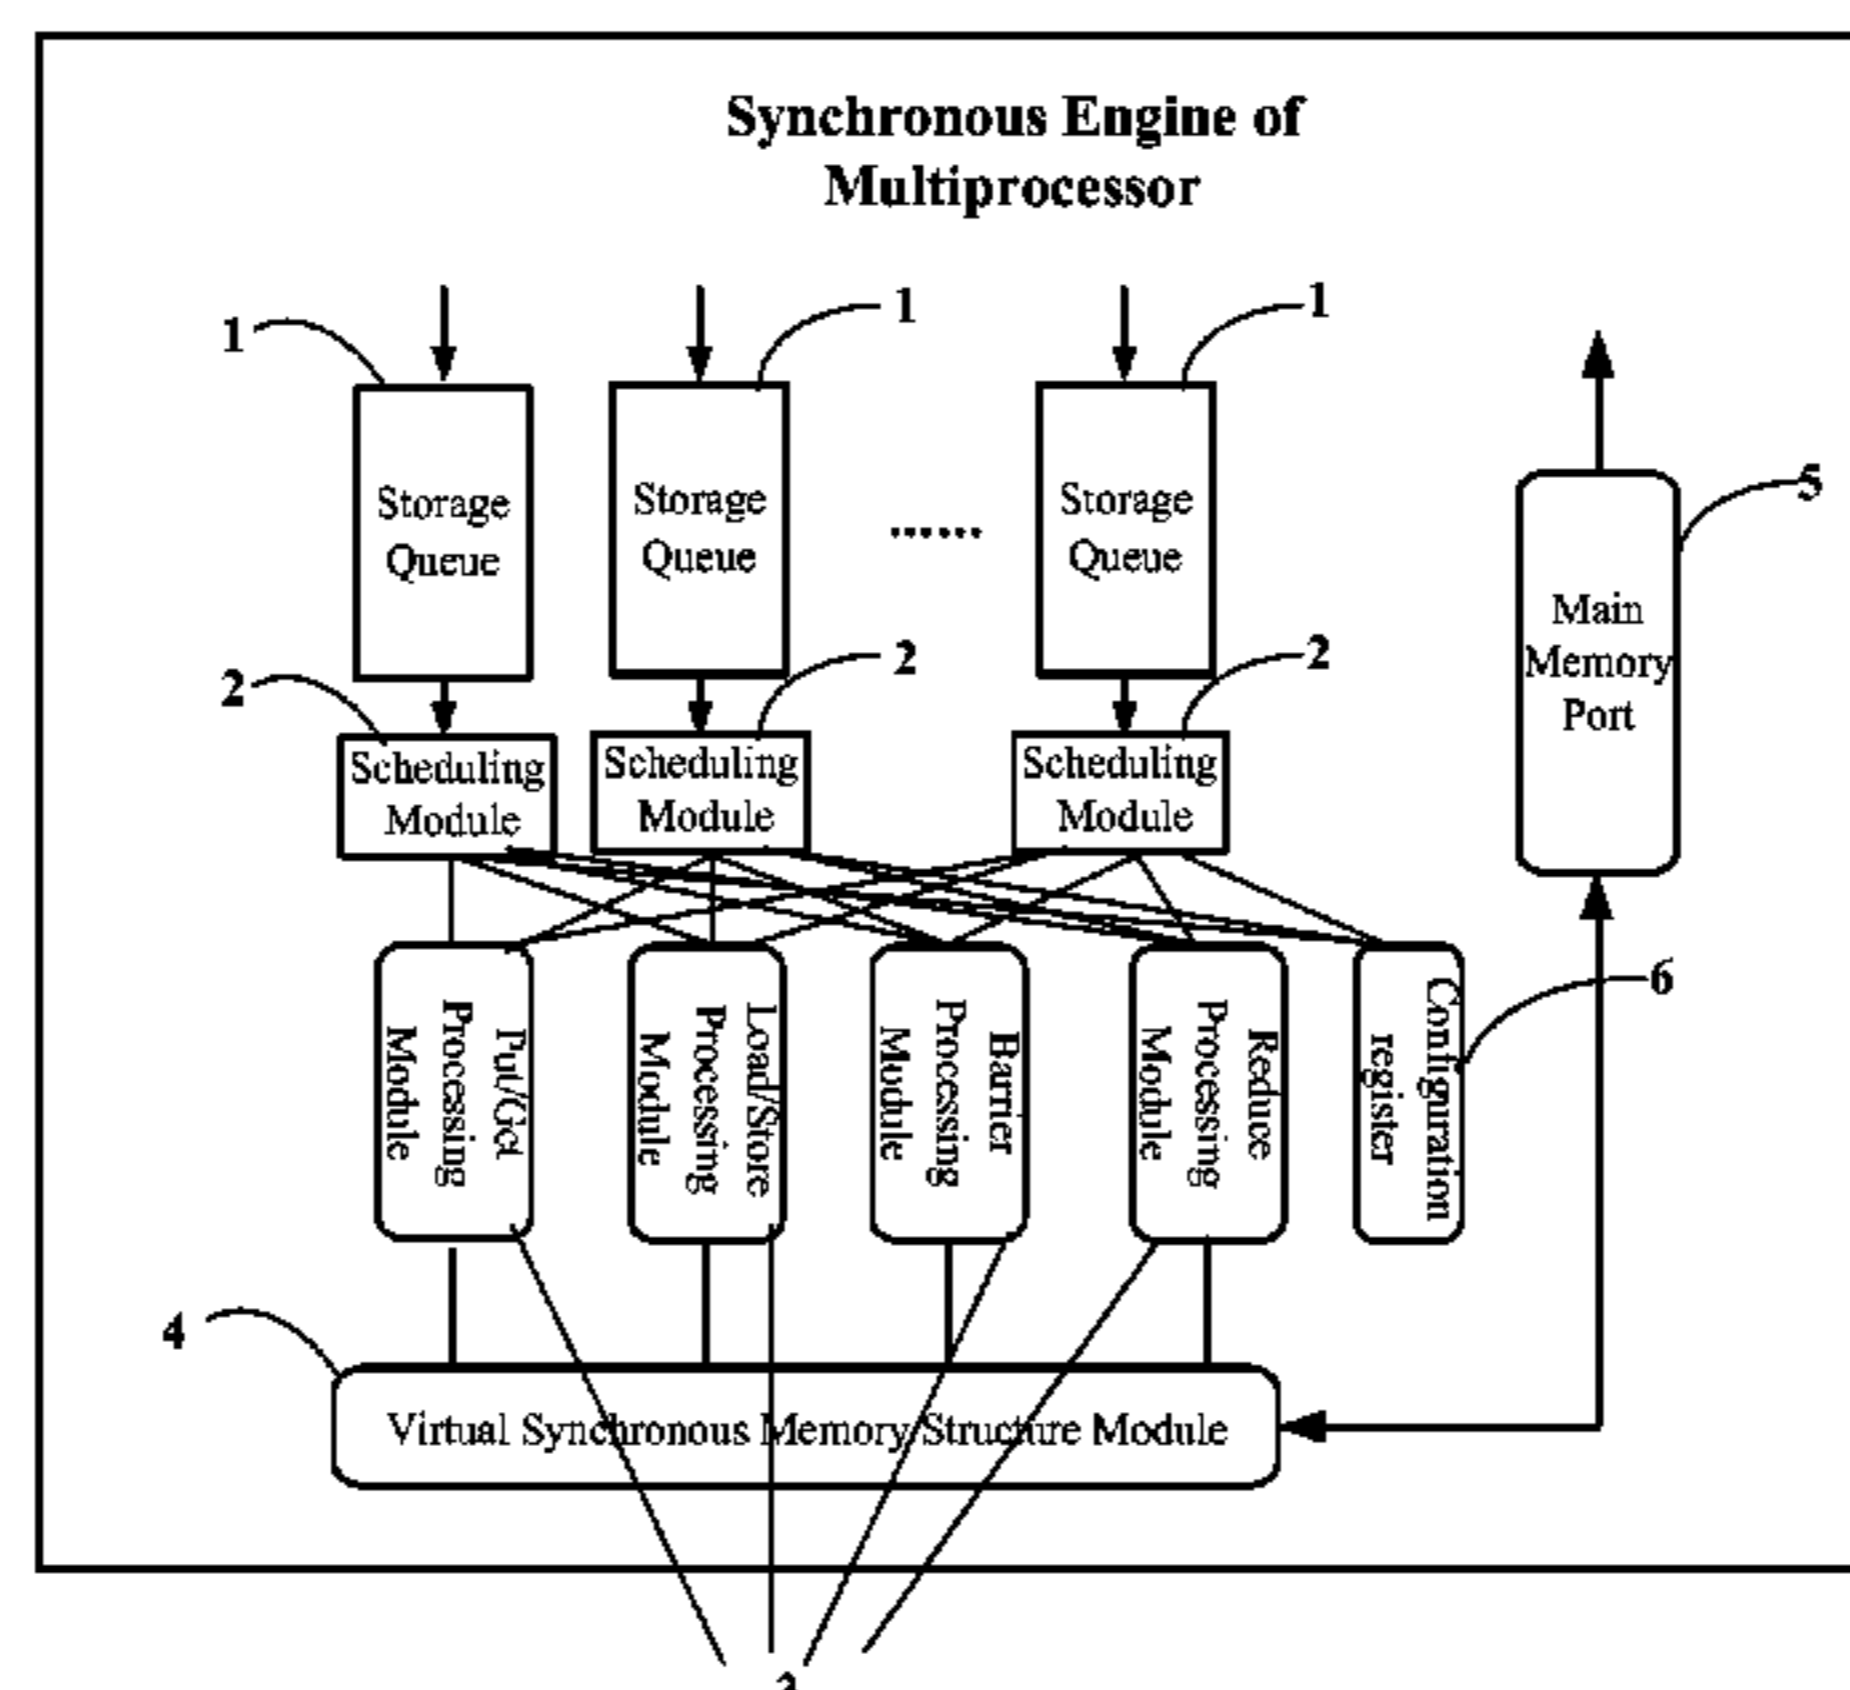 Synchronous Engine of
Multiprocessor
1
1
1
Storage
Queue
Storage
Queue
......
Storage
Queue
5
Main
Memory
Port
2
2
2
Scheduling
Module
Scheduling
Module
Scheduling
Module
Put/Get
Processing
Module
Load/Store
Processing
Module
Barrier
Processing
Module
Reduce
Processing
Module
Configuration
register
6
4
Virtual Synchronous Memory Structure Module
3